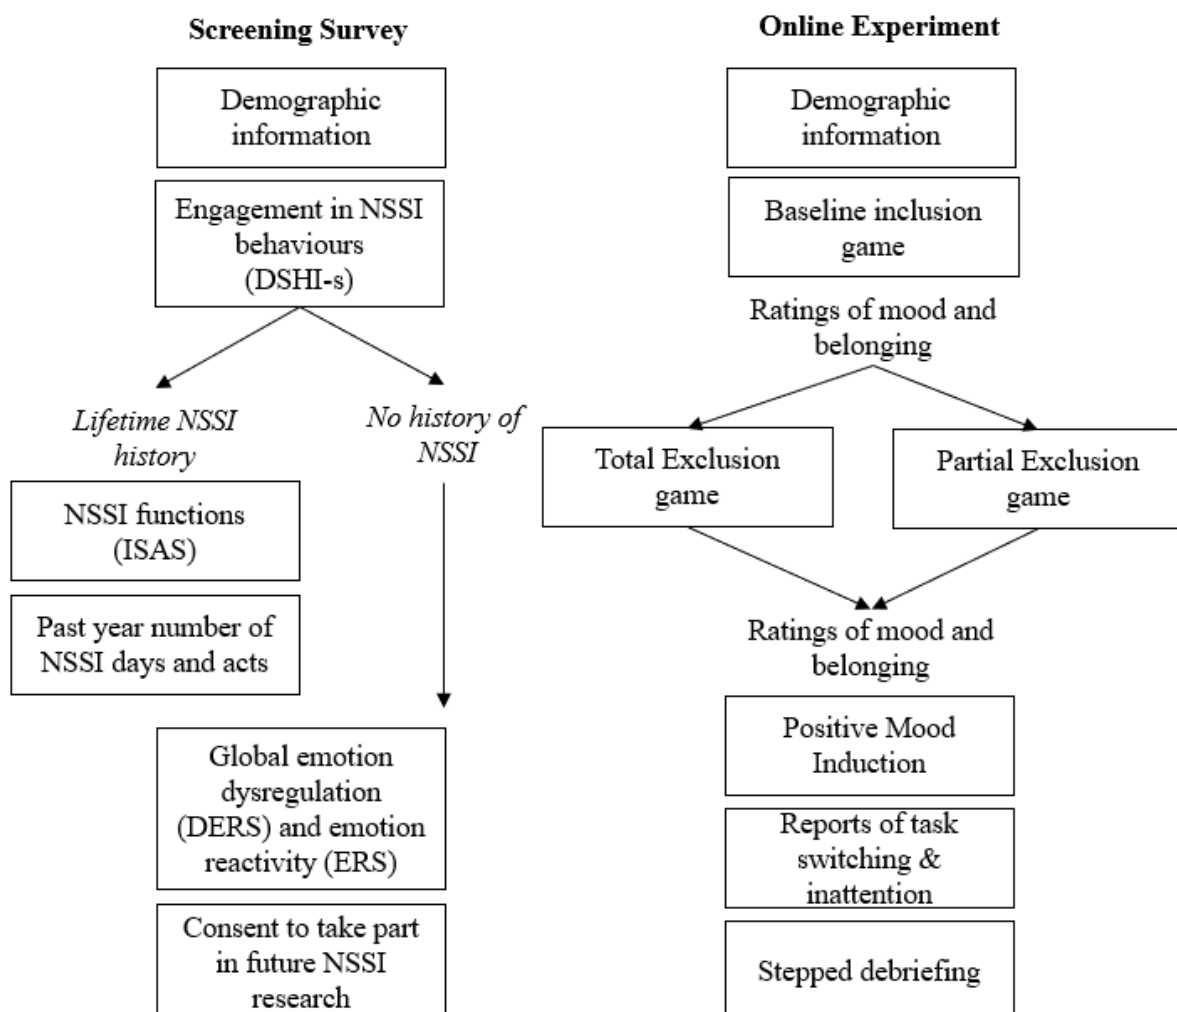 Screening Survey
Demographic
information
Engagement in NSSI
behaviours
(DSHI-s)
Lifetime NSSI
history
No history of
NSSI
NSSI functions
(ISAS)
Past year number of
NSSI days and acts
Global emotion
dysregulation
(DERS) and emotion
reactivity (ERS)
Consent to take part
in future NSSI
research
Online Experiment
Demographic
information
Baseline inclusion
game
Ratings of mood and
belonging
Total Exclusion
game
Partial Exclusion
game
Ratings of mood and
belonging
Positive Mood
Induction
Reports of task
switching &
inattention
Stepped debriefing